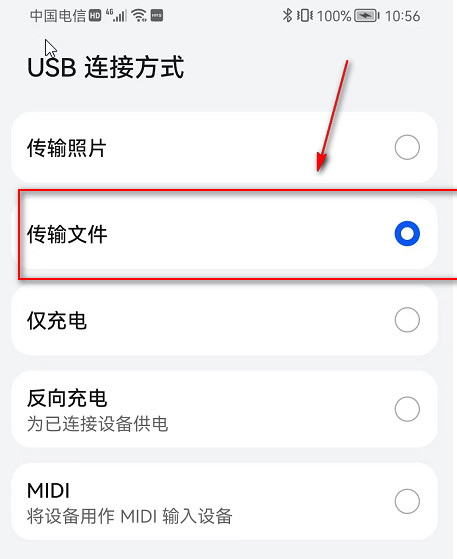 中国电信 HD 4G 100% 10:56
USB 连接方式
传输照片
传输文件
仅充电
反向充电
为已连接设备供电
MIDI
将设备用作 MIDI 输入设备